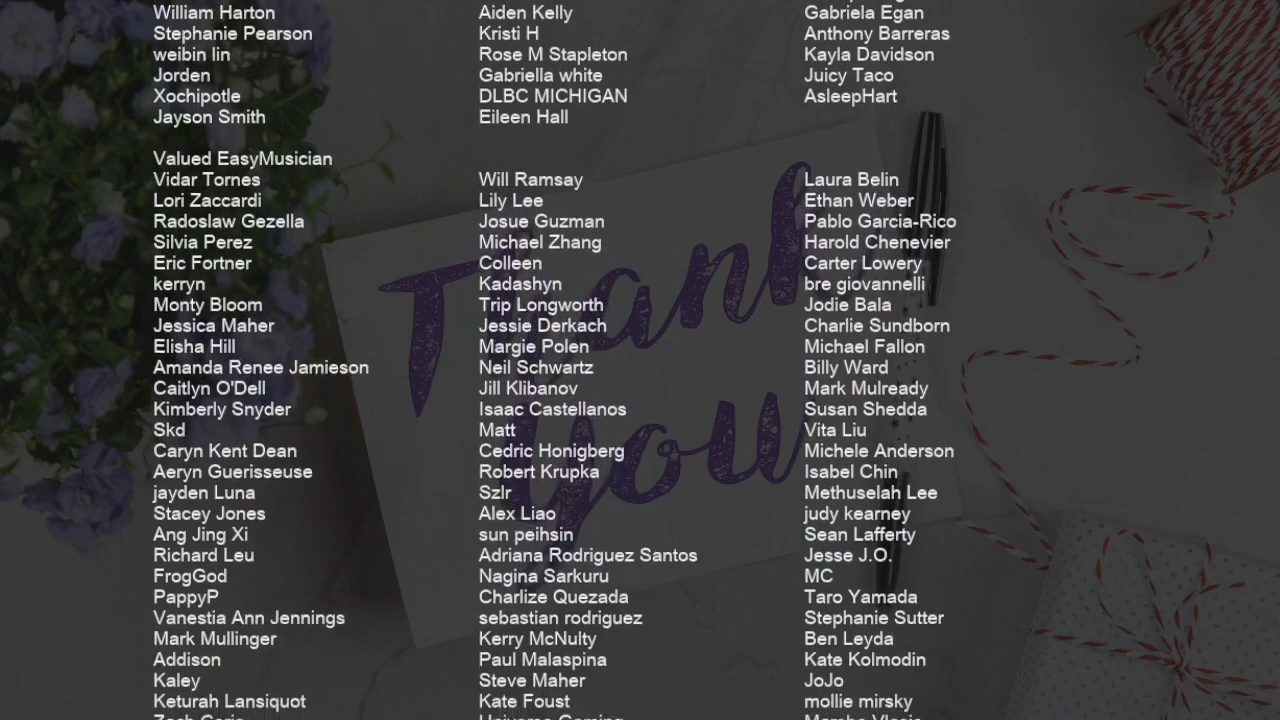 William Harton
Stephanie Pearson
weibin lin
Jorden
Xochipotle
Jayson Smith
Aiden Kelly
Kristi H
Rose M Stapleton
Gabriella white
DLBC MICHIGAN
Eileen Hall
Gabriela Egan
Anthony Barreras
Kayla Davidson
Juicy Taco
AsleepHart
Valued EasyMusician
Vidar Tornes
Lori Zaccardi
Radoslaw Gezella
Silvia Perez
Eric Fortner
kerryn
Monty Bloom
Jessica Maher
Elisha Hill
Amanda Renee Jamieson
Caitlyn O'Dell
Kimberly Snyder
Skd
Caryn Kent Dean
Aeryn Guerisseuse
jayden Luna
Stacey Jones
Ang Jing Xi
Richard Leu
FrogGod
PappyP
Vanestia Ann Jennings
Mark Mullinger
Addison
Kaley
Keturah Lansiquot
Will Ramsay
Lily Lee
Josue Guzman
Michael Zhang
Colleen
Kadashyn
Trip Longworth
Jessie Derkach
Margie Polen
Neil Schwartz
Jill Klibanov
Isaac Castellanos
Matt
Cedric Honigberg
Robert Krupka
Szlr
Alex Liao
sun peihsin
Adriana Rodriguez Santos
Nagina Sarkuru
Charlize Quezada
sebastian rodriguez
Kerry McNulty
Paul Malaspina
Steve Maher
Kate Foust
Laura Belin
Ethan Weber
Pablo Garcia-Rico
Harold Chenevier
Carter Lowery
bre giovannelli
Jodie Bala
Charlie Sundborn
Michael Fallon
Billy Ward
Mark Mulready
Susan Shedda
Vita Liu
Michele Anderson
Isabel Chin
Methuselah Lee
judy kearney
Sean Lafferty
Jesse J.O.
MC
Taro Yamada
Stephanie Sutter
Ben Leyda
Kate Kolmodin
JoJo
mollie mirsky
Thank
you